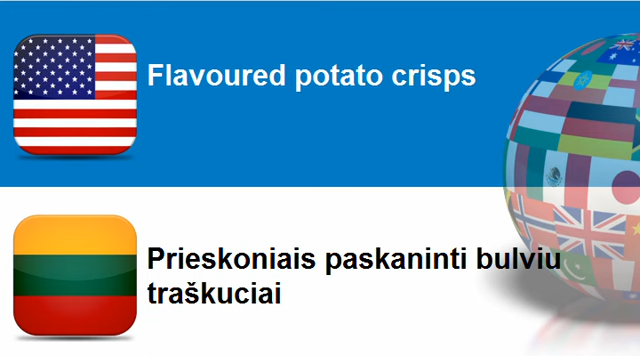 Flavoured potato crisps
Prieskoniais paskaninti bulviu
traškuciai